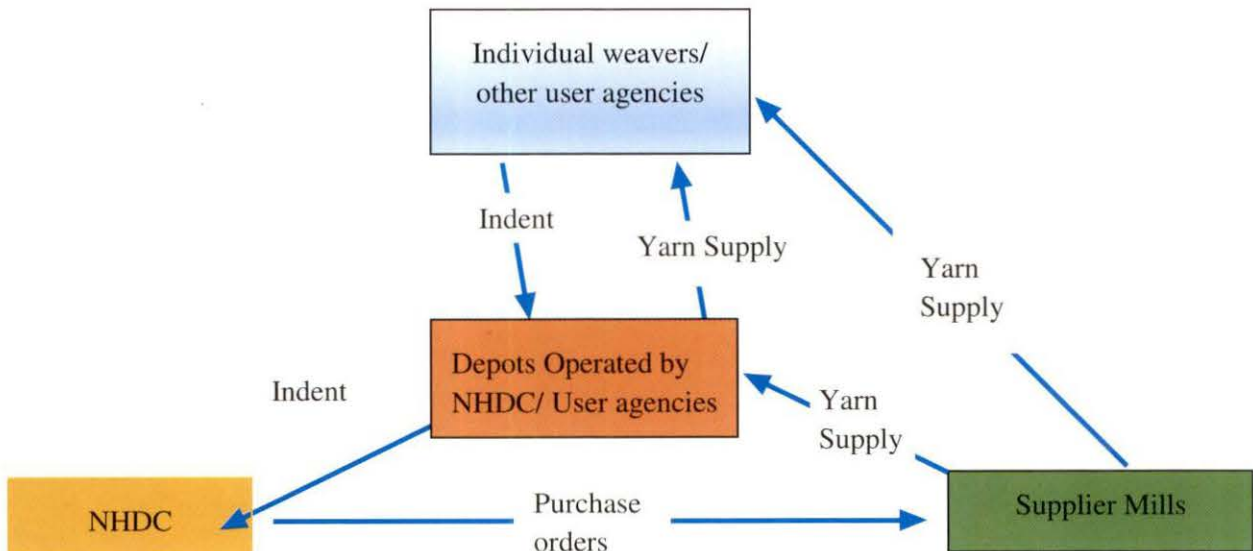 Individual weavers/
other user agencies
Indent
Yarn Supply
Yarn
Supply
Depots Operated by
NHDC/ User agencies
Indent
Yarn
Supply
NHDC
Purchase
orders
Supplier Mills